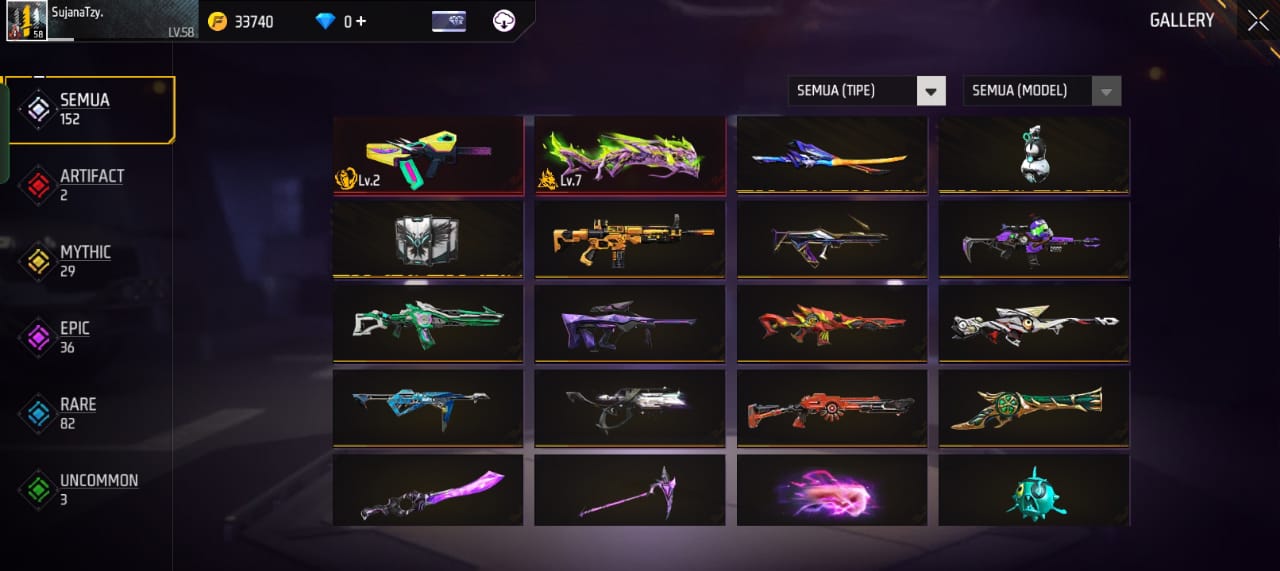 SujanaTzy.
58
LV.58
33740
0 +
GALLERY
SEMUA
152
SEMUA (TIPE)
SEMUA (MODEL)
ARTIFACT
2
Lv.2
Lv.7
MYTHIC
29
EPIC
36
RARE
82
UNCOMMON
3